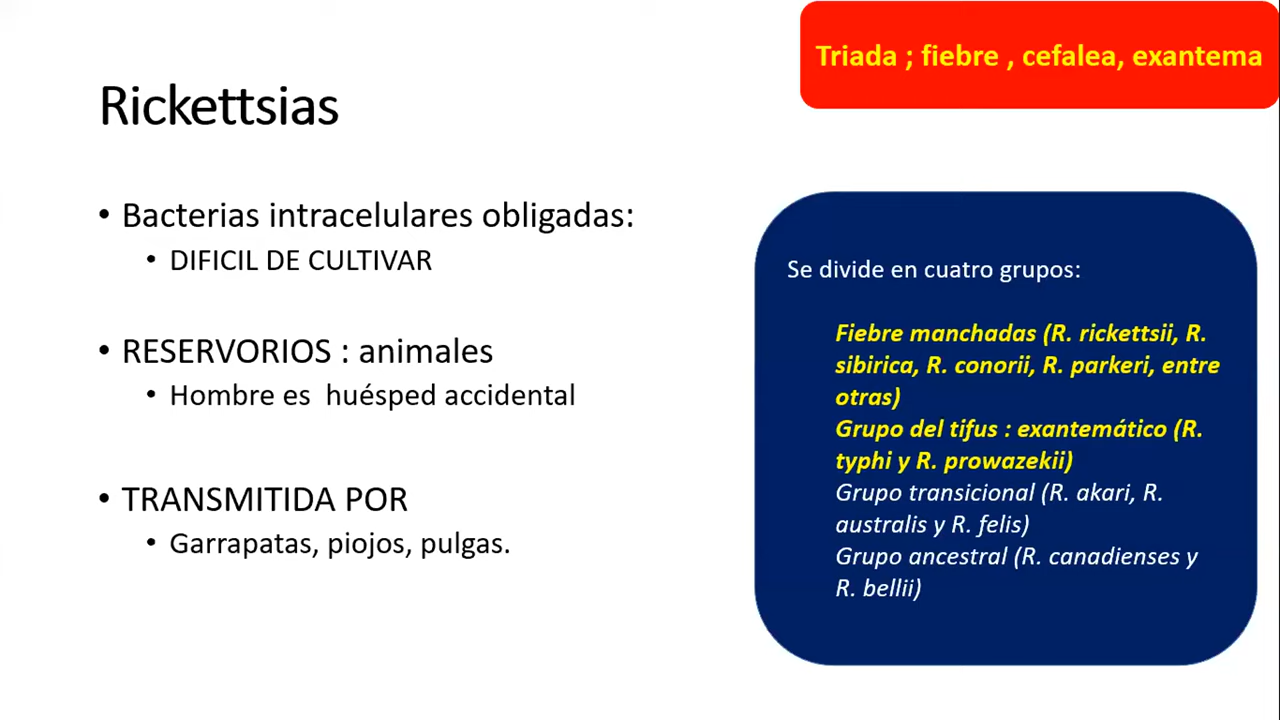 Triada ; fiebre , cefalea, exantema
Rickettsias
• Bacterias intracelulares obligadas:
• DIFICIL DE CULTIVAR
• RESERVORIOS : animales
• Hombre es huésped accidental
• TRANSMITIDA POR
• Garrapatas, piojos, pulgas.
Se divide en cuatro grupos:
Fiebre manchadas (R. rickettsii, R.
sibirica, R. conorii, R. parkeri, entre
otras)
Grupo del tifus : exantemático (R.
typhi y R. prowazekii)
Grupo transicional (R. akari, R.
australis y R. felis)
Grupo ancestral (R. canadienses y
R. bellii)